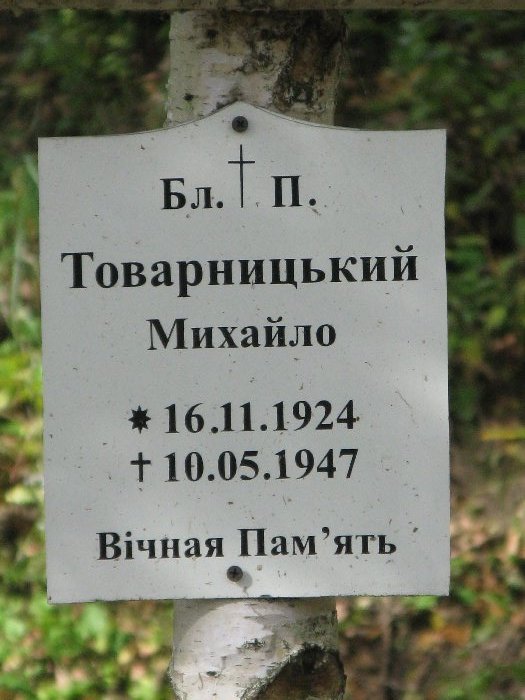 Бл. П.
Товарницький
Михайло
✷ 16.11.1924
† 10.05.1947
Вічная Пам’ять